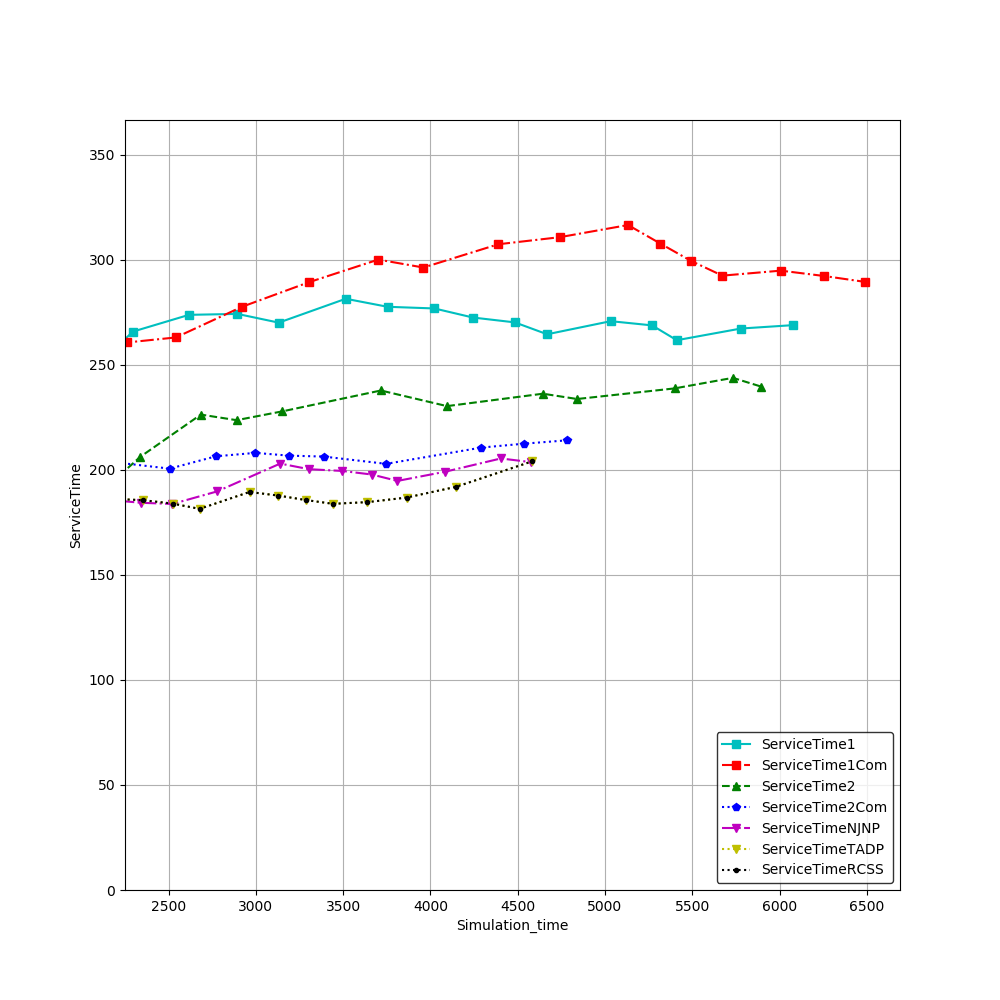 350
300
250
200
150
100
50
0
ServiceTime
2500 3000 3500 4000 4500 5000 5500 6000 6500
Simulation_time
ServiceTime1
ServiceTime1Com
ServiceTime2
ServiceTime2Com
ServiceTimeNJNP
ServiceTimeTADP
ServiceTimeRCSS